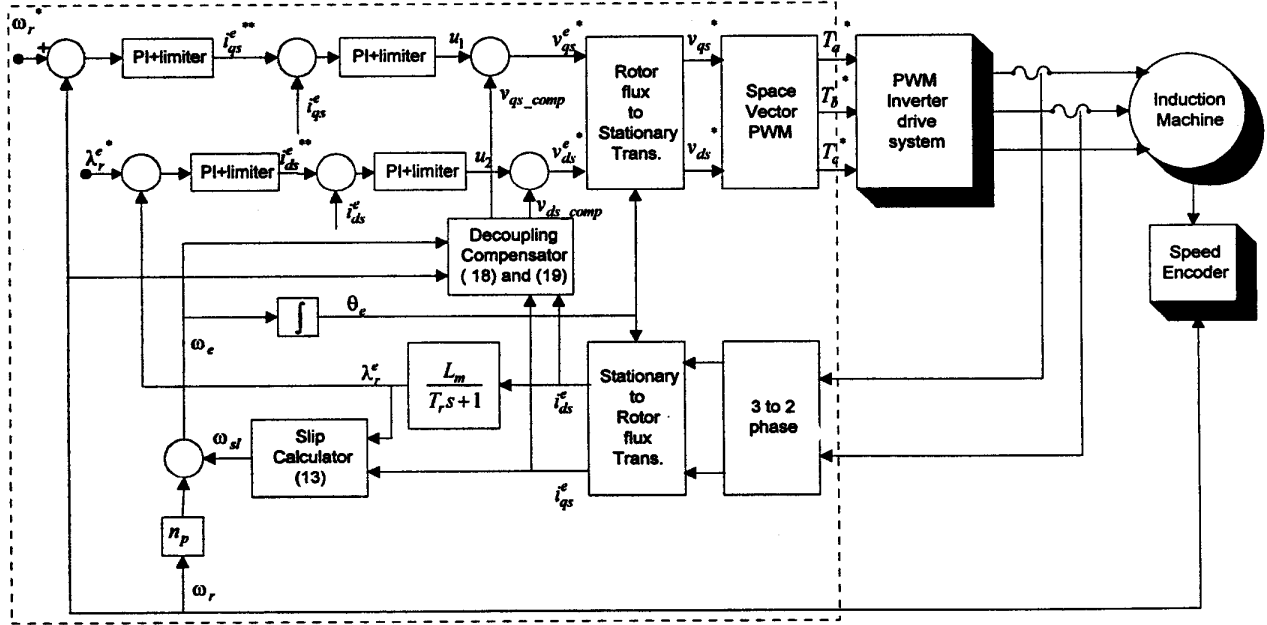 ω_r^*
+
PI+limiter
i_qs^e**
i_qs^e
PI+limiter
u_1
v_qs_comp
v_qs^e*
Rotor
flux
to
Stationary
Trans.
v_qs^*
v_ds^*
Space
Vector
PWM
T_a^*
T_b^*
T_q^*
PWM
Inverter
drive
system
Induction
Machine
λ_r^e*
PI+limiter
i_ds^e**
i_ds^e
PI+limiter
u_2
v_ds_comp
v_ds^e*
Decoupling
Compensator
( 18) and (19)
Speed
Encoder
∫
θ_e
ω_e
λ_r^e
L_m
T_r s+1
i_ds^e
Stationary
to
Rotor
flux
Trans.
3 to 2
phase
ω_sl
Slip
Calculator
(13)
i_qs^e
n_p
ω_r